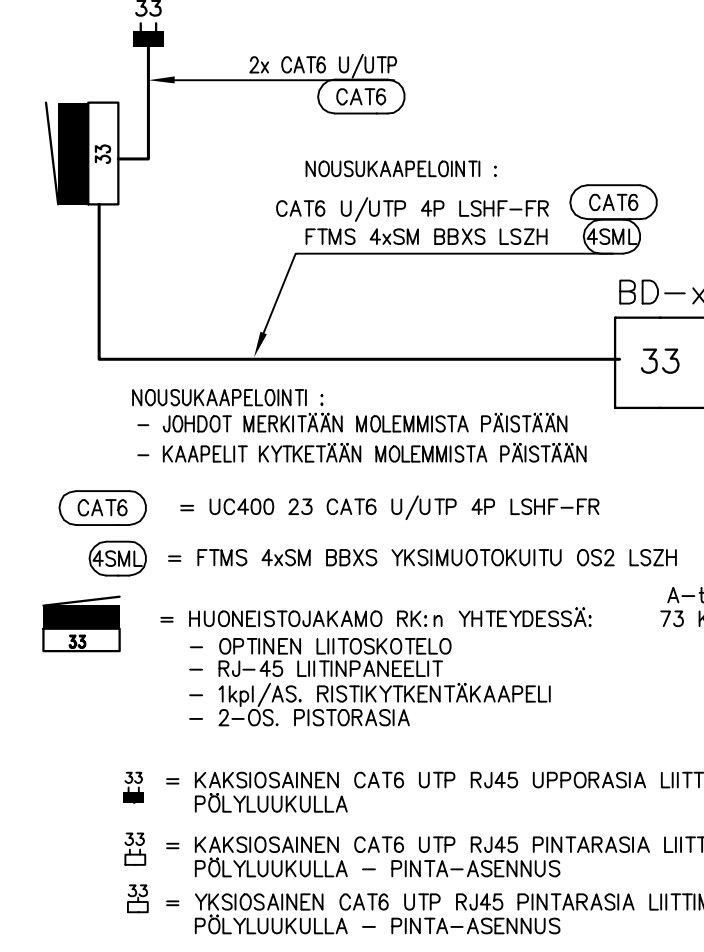 33
2x CAT6 U/UTP
CAT6
33
NOUSUKAAPELOINTI :
CAT6 U/UTP 4P LSHF-FR CAT6
FTMS 4xSM BBXS LSZH 4SML
BD-x
33
NOUSUKAAPELOINTI :
- JOHDOT MERKITÄÄN MOLEMMISTA PÄISTÄÄN
- KAAPELIT KYTKETÄÄN MOLEMMISTA PÄISTÄÄN
CAT6 = UC400 23 CAT6 U/UTP 4P LSHF-FR
4SML = FTMS 4xSM BBXS YKSIMUOTOKUITU OS2 LSZH
A-t
33 = HUONEISTOJAKAMO RK:n YHTEYDESSÄ: 73 K
- OPTINEN LIITOSKOTELO
- RJ-45 LIITINPANEELIT
- 1kpl/AS. RISTIKYTKENTÄKAAPELI
- 2-OS. PISTORASIA
33 = KAKSIOSAINEN CAT6 UTP RJ45 UPPORASIA LIITT
PÖLYLUUKULLA
33 = KAKSIOSAINEN CAT6 UTP RJ45 PINTARASIA LIITT
PÖLYLUUKULLA - PINTA-ASENNUS
33 = YKSIOSAINEN CAT6 UTP RJ45 PINTARASIA LIITTIM
PÖLYLUUKULLA - PINTA-ASENNUS